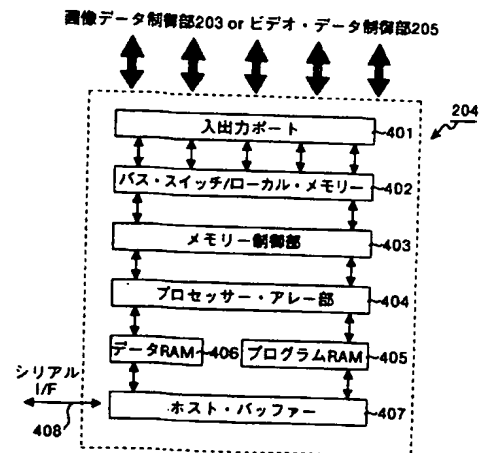 画像データ制御部203 or ビデオ・データ制御部205
204
入出力ポート 401
バス・スイッチ/ローカル・メモリー 402
メモリー制御部 403
プロセッサー・アレー部 404
データRAM 406 プログラムRAM 405
シリアル
I/F
ホスト・バッファー 407
408